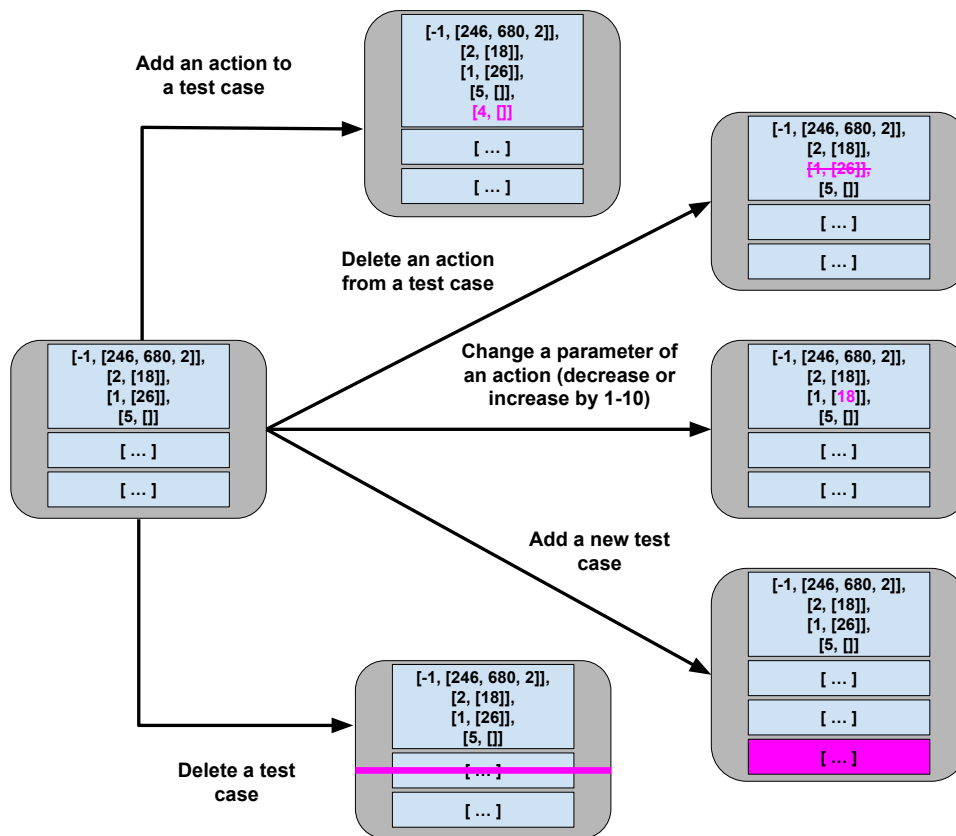 [-1, [246, 680, 2]],
[2, [18]],
[1, [26]],
[5, []]
[4, []]
[ ... ]
[ ... ]
Add an action to
a test case
[-1, [246, 680, 2]],
[2, [18]],
[1, [26]],
[5, []]
[ ... ]
[ ... ]
Delete an action
from a test case
[-1, [246, 680, 2]],
[2, [18]],
[1, [26]],
[5, []]
[ ... ]
[ ... ]
Change a parameter of
an action (decrease or
increase by 1-10)
[-1, [246, 680, 2]],
[2, [18]],
[1, [18]],
[5, []]
[ ... ]
[ ... ]
Add a new test
case
[-1, [246, 680, 2]],
[2, [18]],
[1, [26]],
[5, []]
[ ... ]
[ ... ]
[ ... ]
Delete a test
case
[-1, [246, 680, 2]],
[2, [18]],
[1, [26]],
[5, []]
[ ... ]
[ ... ]